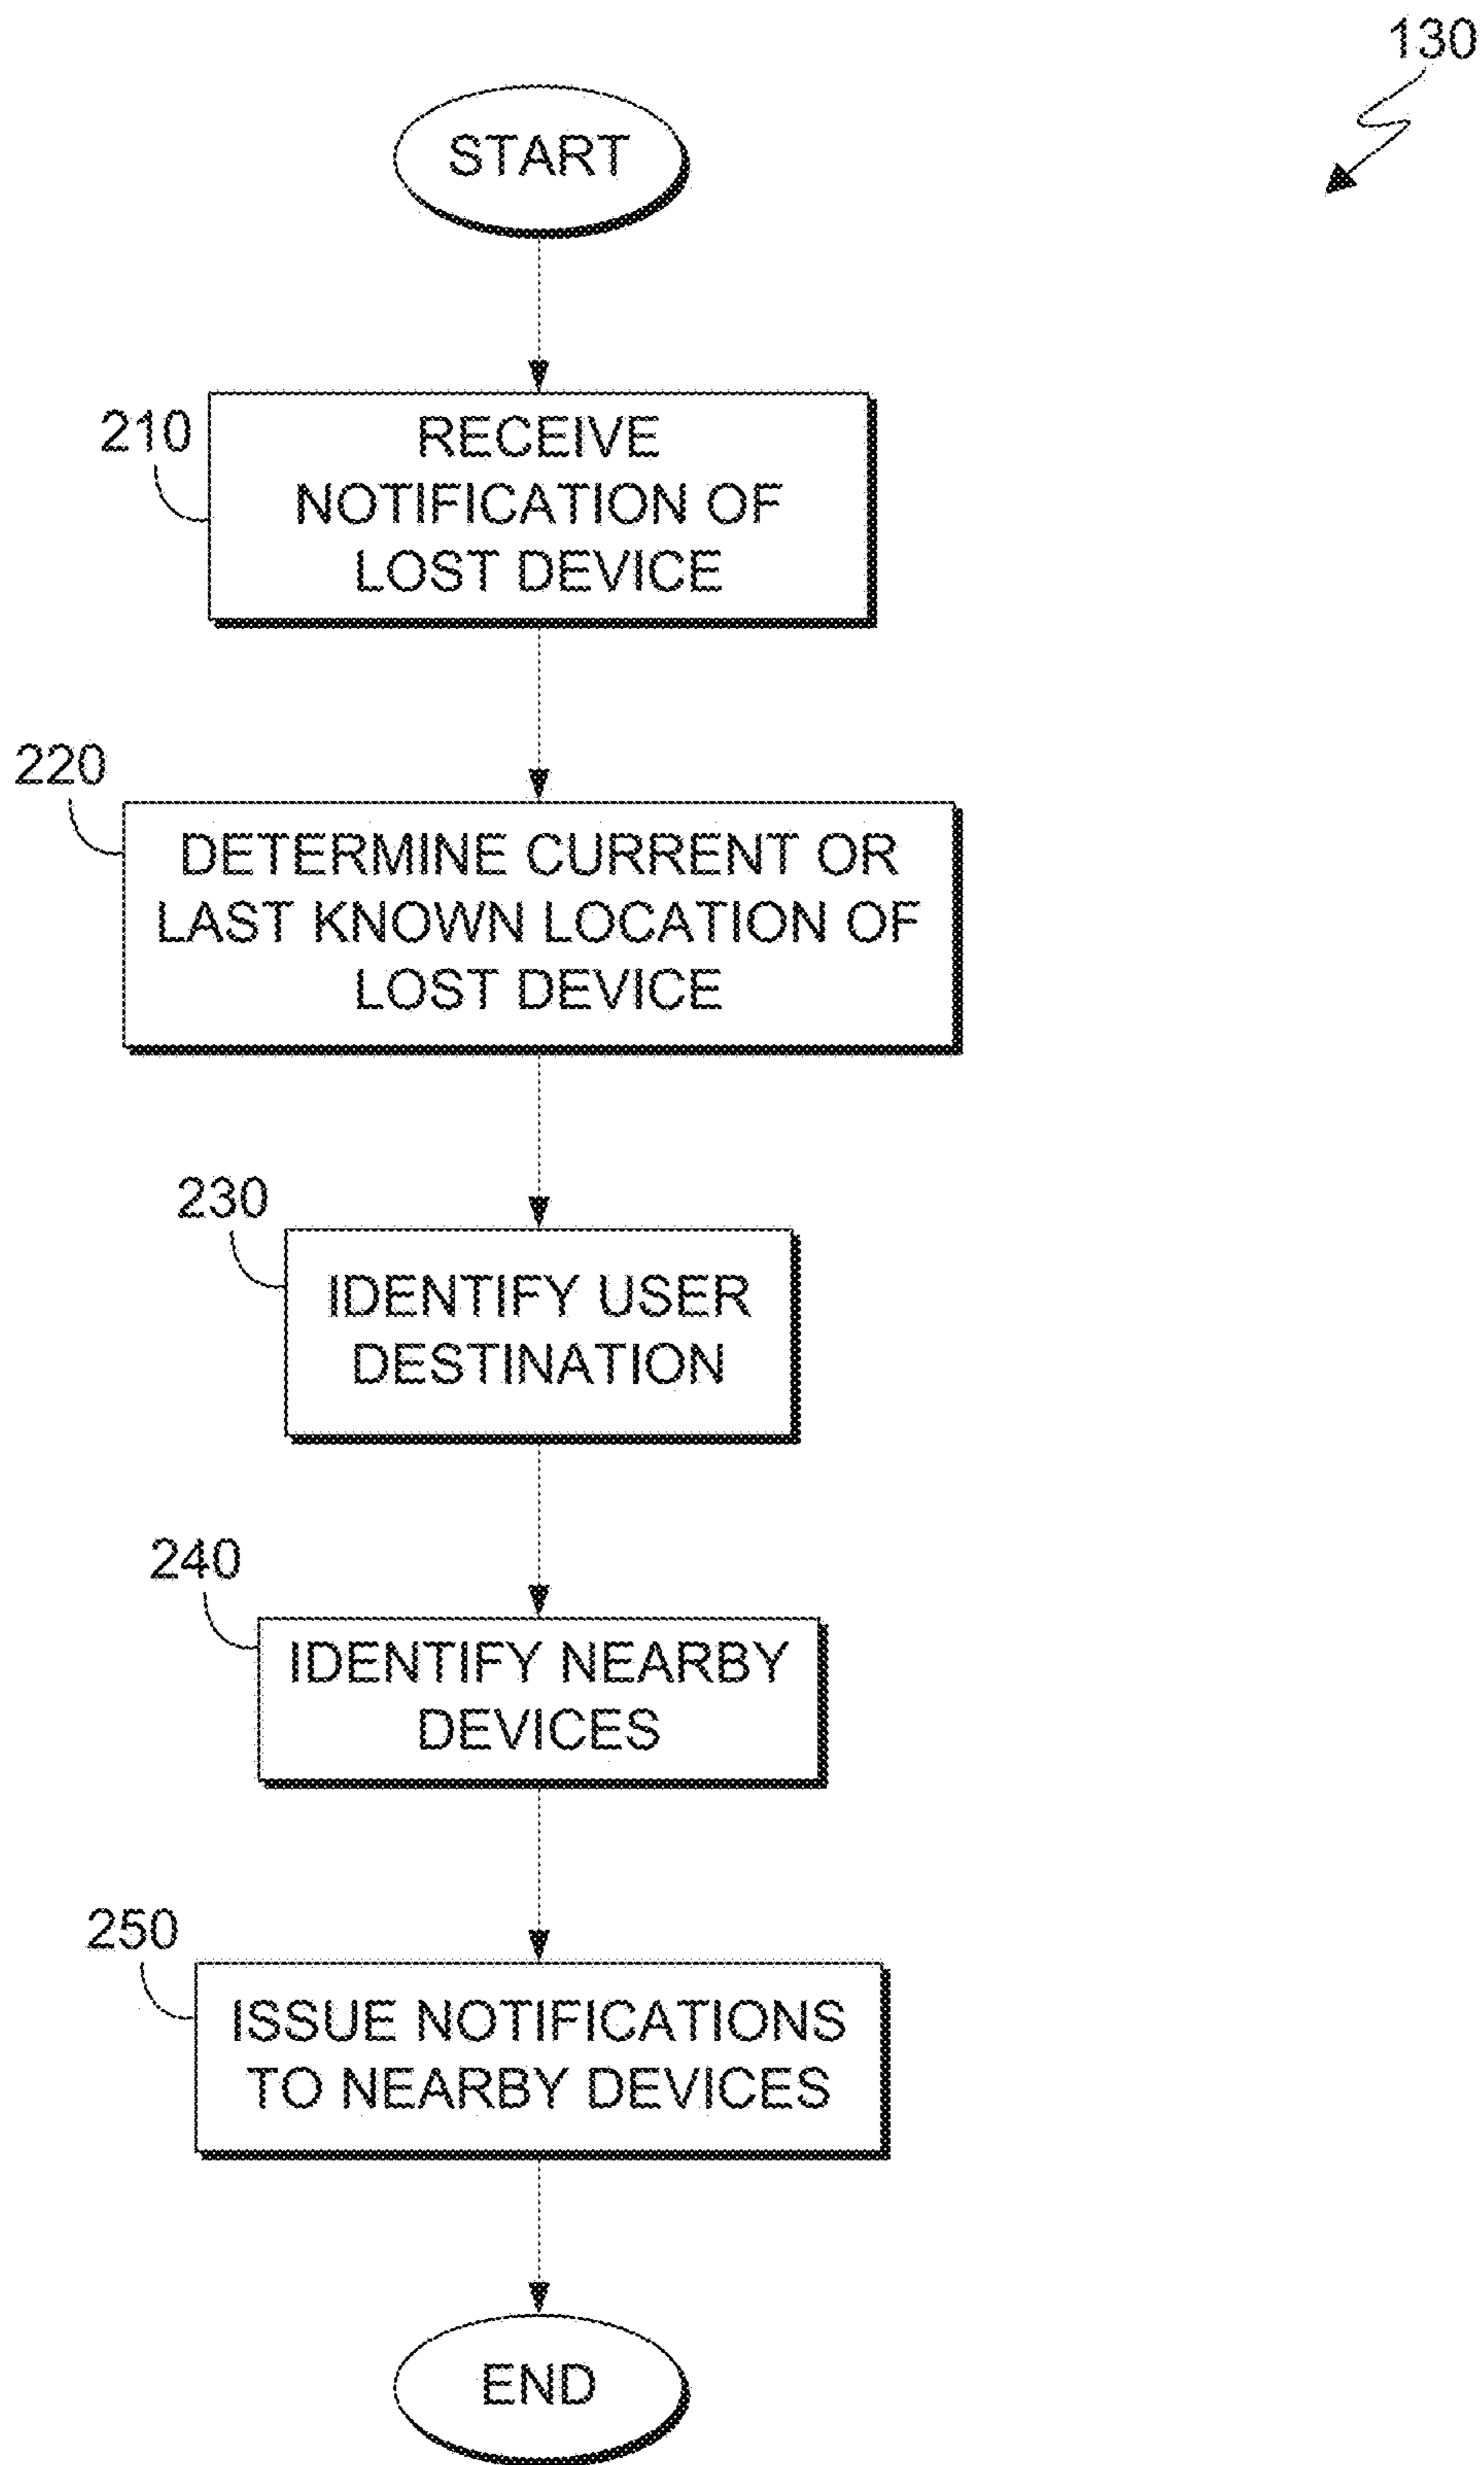 130
START
210
RECEIVE
NOTIFICATION OF
LOST DEVICE
220
DETERMINE CURRENT OR
LAST KNOWN LOCATION OF
LOST DEVICE
230
IDENTIFY USER
DESTINATION
240
IDENTIFY NEARBY
DEVICES
250
ISSUE NOTIFICATIONS
TO NEARBY DEVICES
END